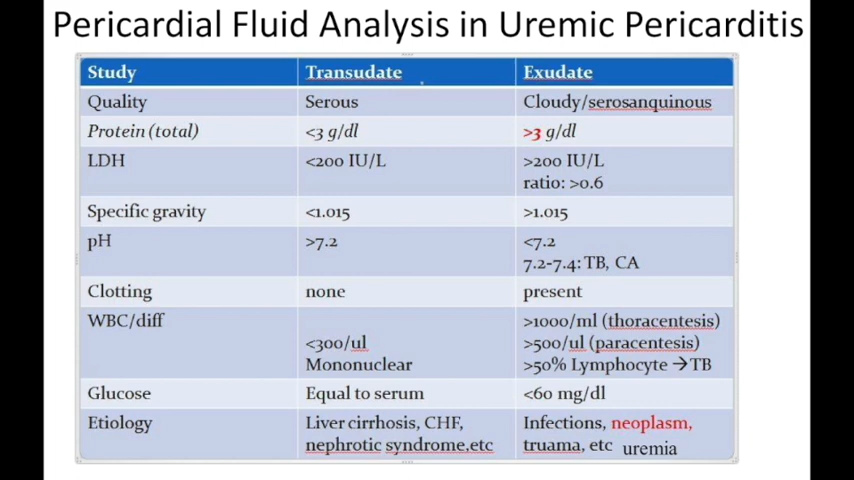 Pericardial Fluid Analysis in Uremic Pericarditis
Study Transudate Exudate
Quality Serous Cloudy/serosanquinous
Protein (total) <3 g/dl >3 g/dl
LDH <200 IU/L >200 IU/L
ratio: >0.6
Specific gravity <1.015 >1.015
pH >7.2 <7.2
7.2-7.4: TB, CA
Clotting none present
WBC/diff >1000/ml (thoracentesis)
<300/ul >500/ul (paracentesis)
Mononuclear >50% Lymphocyte →TB
Glucose Equal to serum <60 mg/dl
Etiology Liver cirrhosis, CHF, Infections, neoplasm,
nephrotic syndrome,etc truama, etc uremia